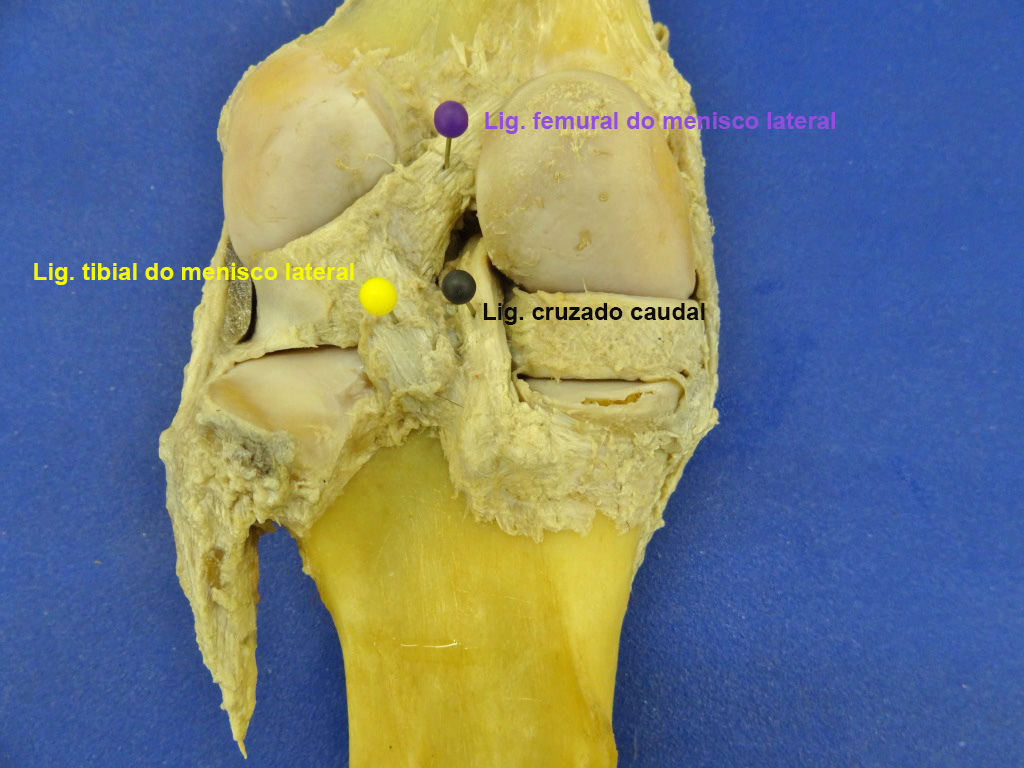 Lig. femural do menisco lateral
Lig. tibial do menisco lateral
Lig. cruzado caudal